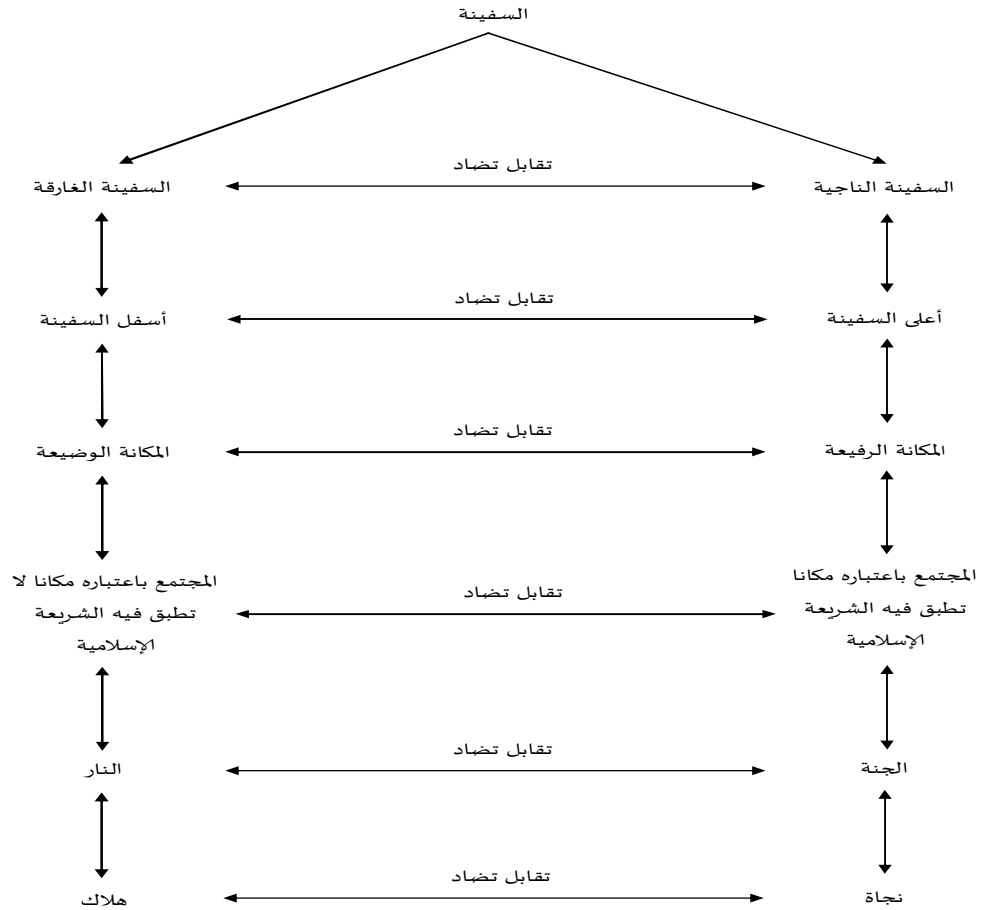 السفينة
تقابل تضاد
السفينة الناجية
السفينة الغارقة
تقابل تضاد
أعلى السفينة
أسفل السفينة
تقابل تضاد
المكانة الرفيعة
المكانة الوضيعة
المجتمع باعتباره مكانا
تطبق فيه الشريعة
الإسلامية
تقابل تضاد
المجتمع باعتباره مكانا لا
تطبق فيه الشريعة
الإسلامية
تقابل تضاد
الجنة
النار
تقابل تضاد
نجاة
هلاك